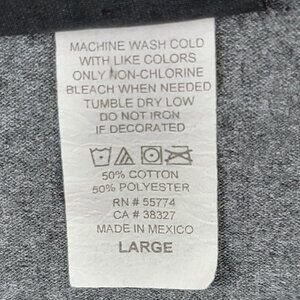 MACHINE WASH COLD
WITH LIKE COLORS
ONLY NON-CHLORINE
BLEACH WHEN NEEDED
TUMBLE DRY LOW
DO NOT IRON
IF DECORATED
50% COTTON
50% POLYESTER
RN # 55774
CA # 38327
MADE IN MEXICO
LARGE